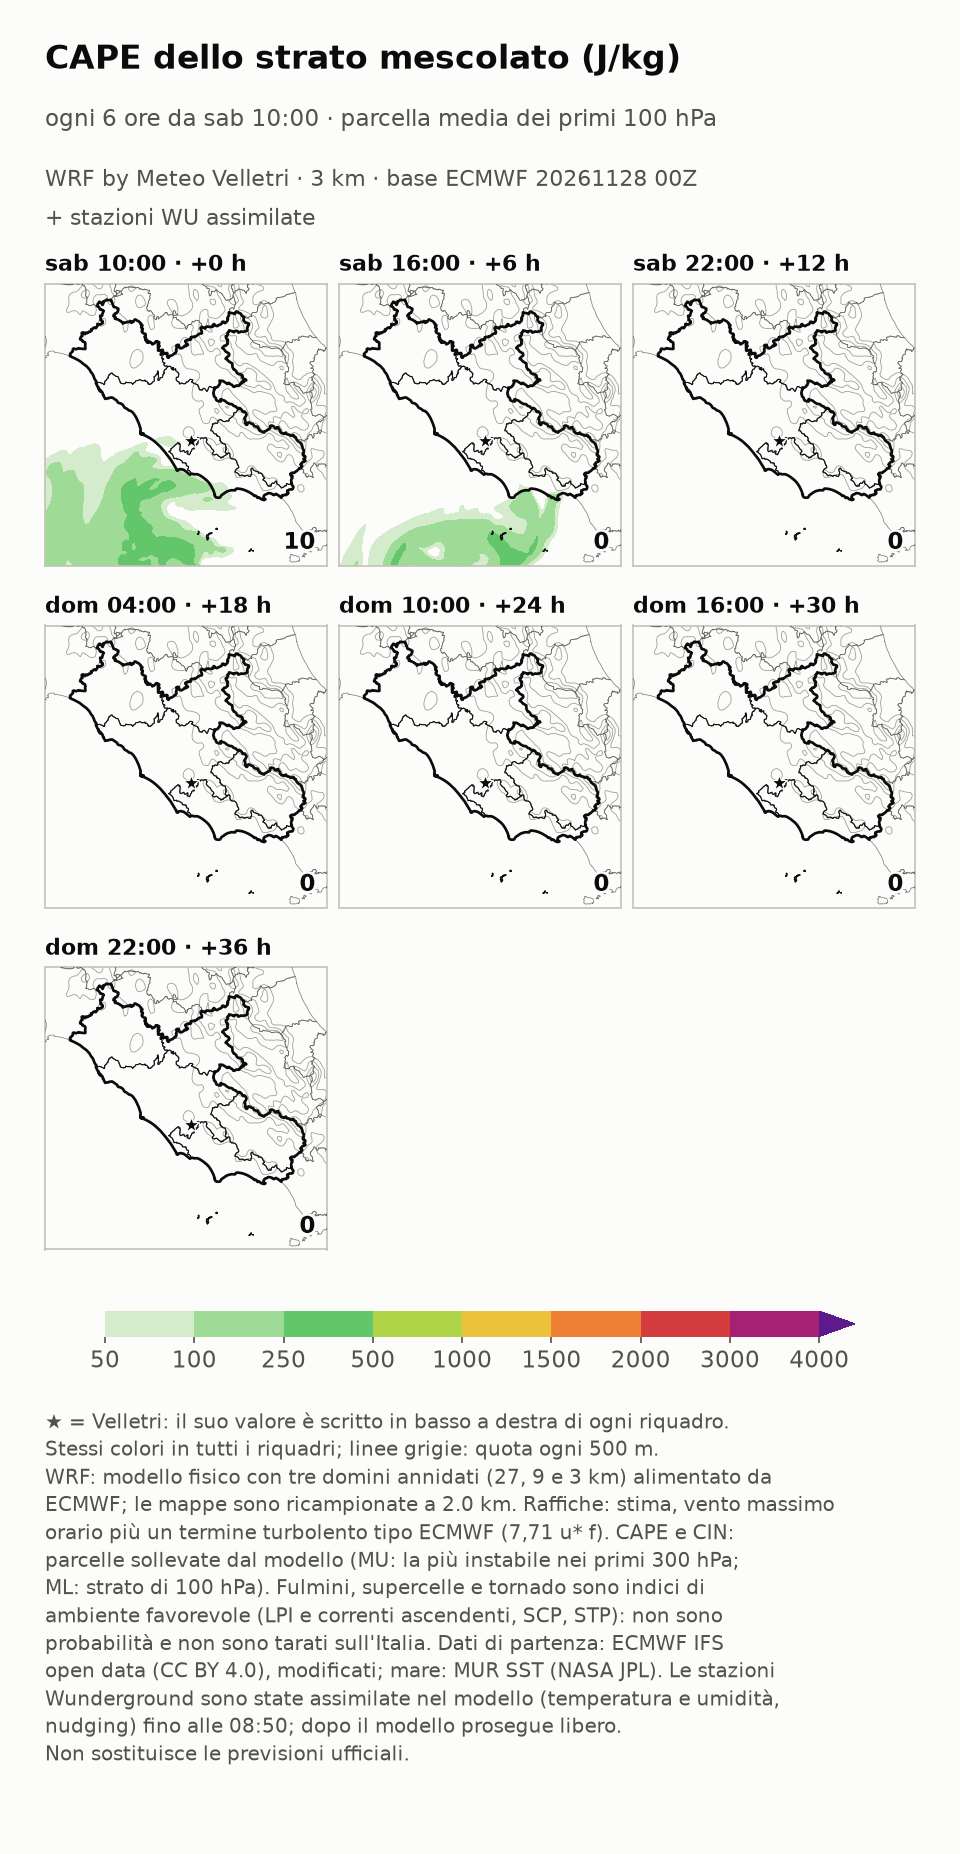 CAPE dello strato mescolato (J/kg)
ogni 6 ore da sab 10:00 · parcella media dei primi 100 hPa
WRF by Meteo Velletri · 3 km · base ECMWF 20261128 00Z
+ stazioni WU assimilate
sab 10:00 · +0 h
sab 16:00 · +6 h
sab 22:00 · +12 h
10
0
0
dom 04:00 · +18 h
dom 10:00 · +24 h
dom 16:00 · +30 h
0
0
0
dom 22:00 · +36 h
0
50 100 250 500 1000 1500 2000 3000 4000
★ = Velletri: il suo valore è scritto in basso a destra di ogni riquadro.
Stessi colori in tutti i riquadri; linee grigie: quota ogni 500 m.
WRF: modello fisico con tre domini annidati (27, 9 e 3 km) alimentato da
ECMWF; le mappe sono ricampionate a 2.0 km. Raffiche: stima, vento massimo
orario più un termine turbolento tipo ECMWF (7,71 u* f). CAPE e CIN:
parcelle sollevate dal modello (MU: la più instabile nei primi 300 hPa;
ML: strato di 100 hPa). Fulmini, supercelle e tornado sono indici di
ambiente favorevole (LPI e correnti ascendenti, SCP, STP): non sono
probabilità e non sono tarati sull'Italia. Dati di partenza: ECMWF IFS
open data (CC BY 4.0), modificati; mare: MUR SST (NASA JPL). Le stazioni
Wunderground sono state assimilate nel modello (temperatura e umidità,
nudging) fino alle 08:50; dopo il modello prosegue libero.
Non sostituisce le previsioni ufficiali.